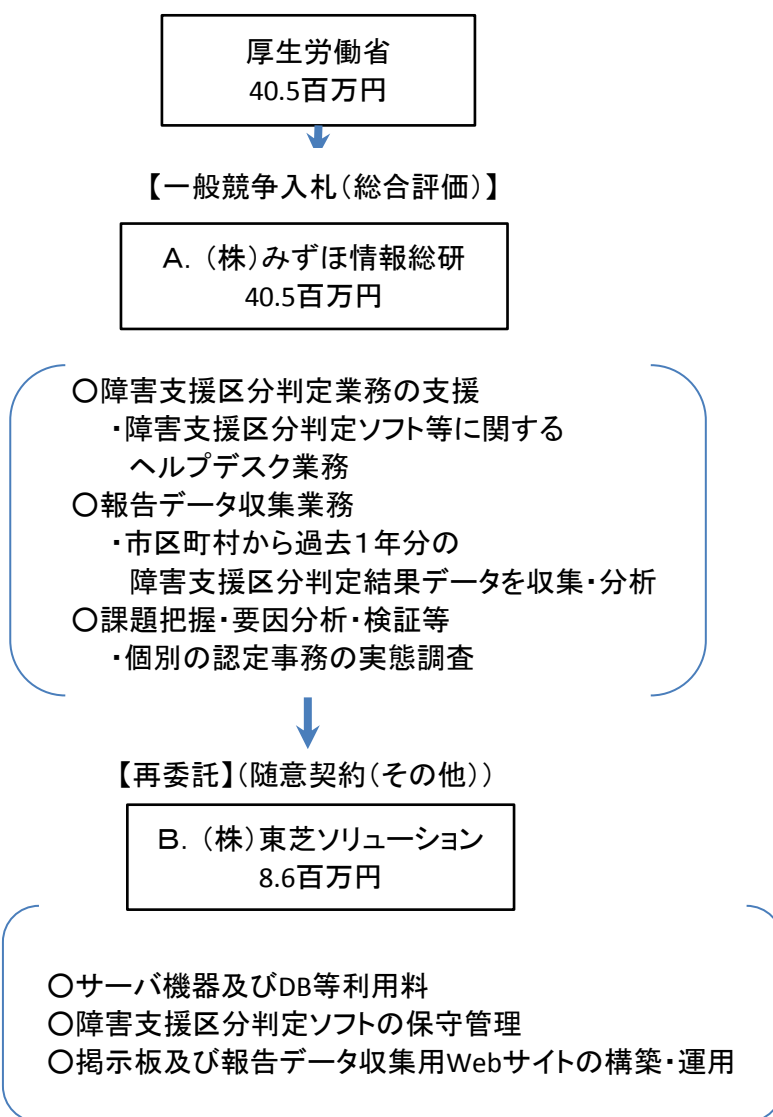 厚生労働省
40.5百万円
【一般競争入札（総合評価）】
Ａ．（株）みずほ情報総研
40.5百万円
○障害支援区分判定業務の支援
・障害支援区分判定ソフト等に関する
ヘルプデスク業務
○報告データ収集業務
・市区町村から過去１年分の
障害支援区分判定結果データを収集・分析
○課題把握・要因分析・検証等
・個別の認定事務の実態調査
【再委託】（随意契約（その他））
Ｂ．（株）東芝ソリューション
8.6百万円
○サーバ機器及びDB等利用料
○障害支援区分判定ソフトの保守管理
○掲示板及び報告データ収集用Webサイトの構築・運用